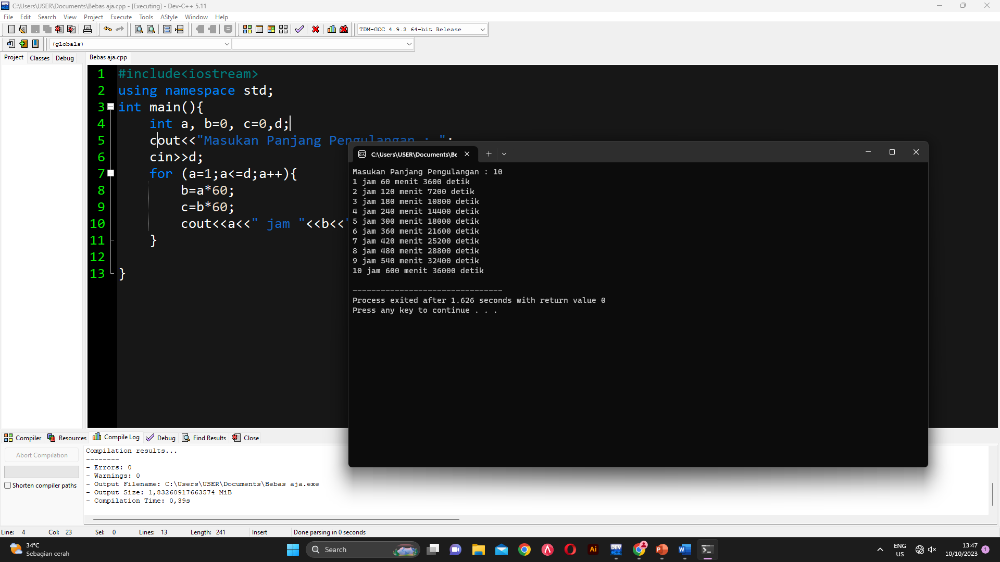 C:\Users\USER\Documents\Bebas aja.cpp - [Executing] - Dev-C++ 5.11
File Edit Search View Project Execute Tools AStyle Window Help
TDM-GCC 4.9.2 64-bit Release
(globals)
Project Classes Debug
Bebas aja.cpp
1 #include<iostream>
2 using namespace std;
3 int main(){
4 int a, b=0, c=0,d;
5 cout<<"Masukan Panjang Pengulangan : ";
6 cin>>d;
7 for (a=1;a<=d;a++){
8 b=a*60;
9 c=b*60;
10 cout<<a<<" jam "<<b<<"
11 }
12
13 }
C:\Users\USER\Documents\Be
Masukan Panjang Pengulangan : 10
1 jam 60 menit 3600 detik
2 jam 120 menit 7200 detik
3 jam 180 menit 10800 detik
4 jam 240 menit 14400 detik
5 jam 300 menit 18000 detik
6 jam 360 menit 21600 detik
7 jam 420 menit 25200 detik
8 jam 480 menit 28800 detik
9 jam 540 menit 32400 detik
10 jam 600 menit 36000 detik
--------------------------------
Process exited after 1.626 seconds with return value 0
Press any key to continue . . .
Compiler Resources Compile Log Debug Find Results Close
Abort Compilation
Shorten compiler paths
Compilation results...
--------
- Errors: 0
- Warnings: 0
- Output Filename: C:\Users\USER\Documents\Bebas aja.exe
- Output Size: 1,83260917663574 MiB
- Compilation Time: 0,39s
Line: 4 Col: 23 Sel: 0 Lines: 13 Length: 241 Insert Done parsing in 0 seconds
34°C
Sebagian cerah
Search
DEV
Ai
P
W
ENG
US
13:47
10/10/2023
1